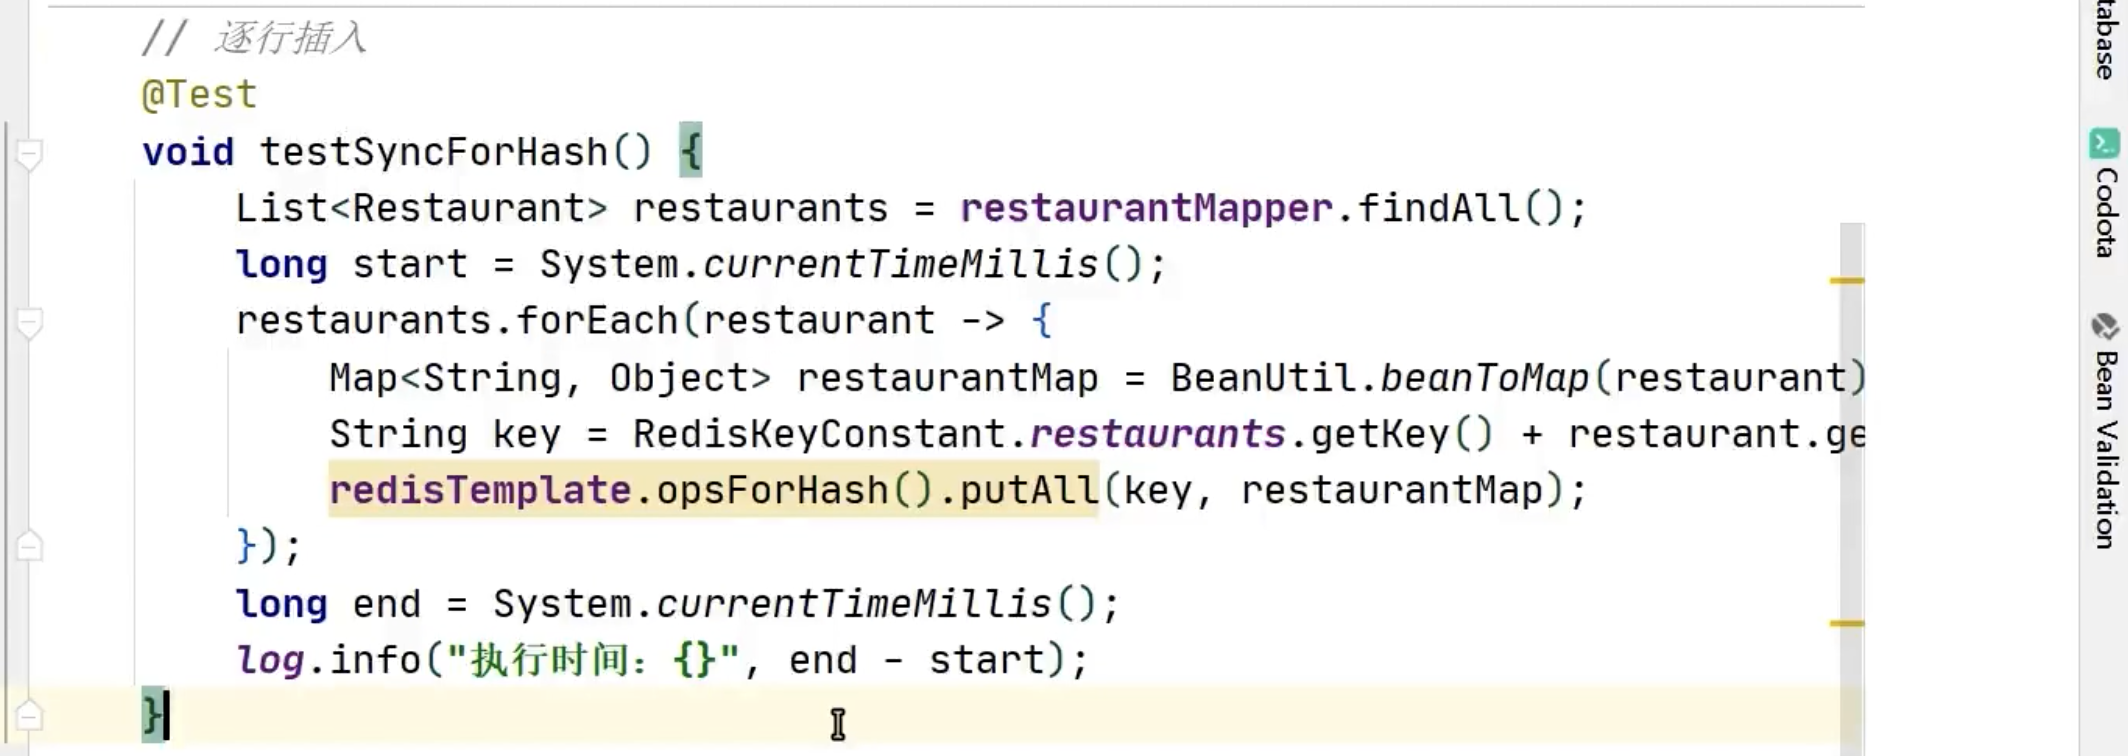 // 逐行插入
@Test
void testSyncForHash() {
List<Restaurant> restaurants = restaurantMapper.findAll();
long start = System.currentTimeMillis();
restaurants.forEach(restaurant -> {
Map<String, Object> restaurantMap = BeanUtil.beanToMap(restaurant)
String key = RedisKeyConstant.restaurants.getKey() + restaurant.ge
redisTemplate.opsForHash().putAll(key, restaurantMap);
});
long end = System.currentTimeMillis();
log.info("执行时间：{}", end - start);
}
tabase
Codota
Bean Validation